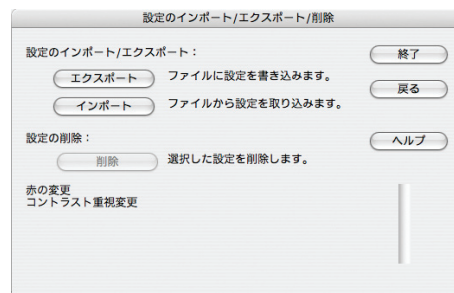 設定のインポート/エクスポート/削除
設定のインポート/エクスポート：
エクスポート ファイルに設定を書き込みます。
インポート ファイルから設定を取り込みます。
設定の削除：
削除 選択した設定を削除します。
赤の変更
コントラスト重視変更
終了
戻る
ヘルプ